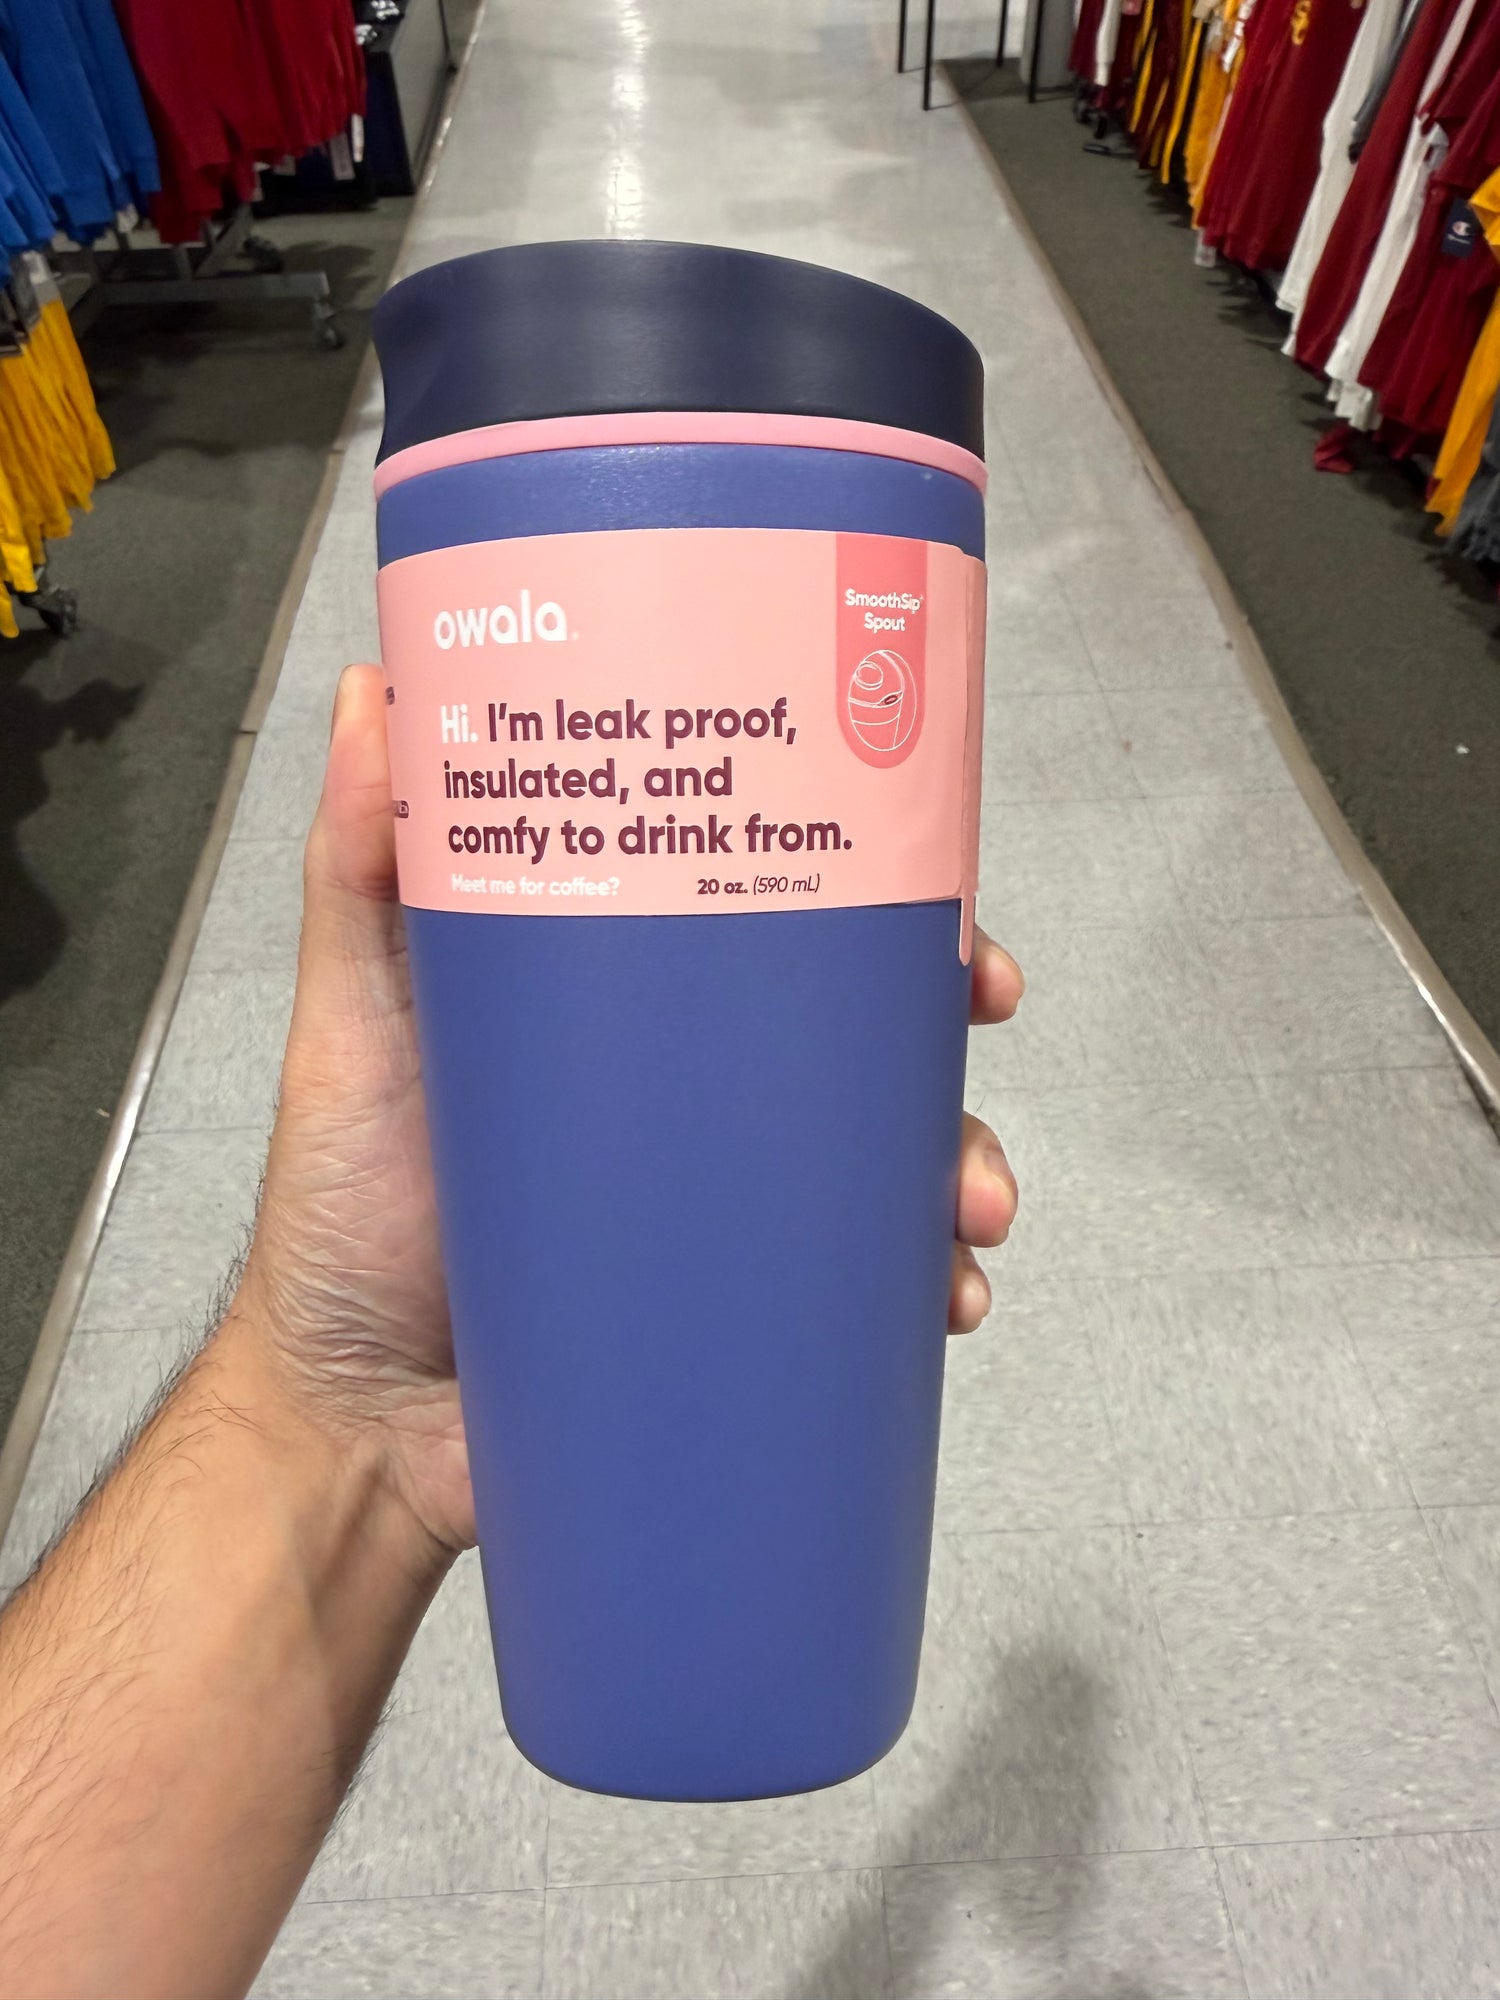 owala
SmoothSip
Spout
Hi. I'm leak proof,
insulated, and
comfy to drink from.
Meet me for coffee?
20 oz. (590 mL)